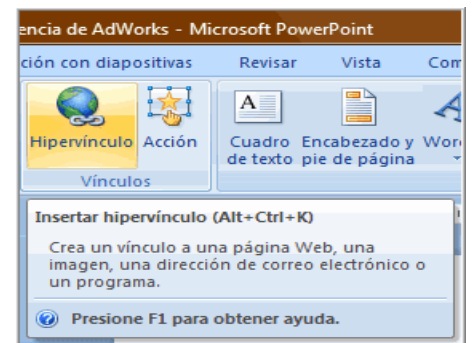 encia de AdWorks - Microsoft PowerPoint
ción con diapositivas Revisar Vista Com
Hipervínculo Acción Cuadro de texto Encabezado y pie de página Wor
Vínculos
Insertar hipervínculo (Alt+Ctrl+K)
Crea un vínculo a una página Web, una
imagen, una dirección de correo electrónico o
un programa.
Presione F1 para obtener ayuda.